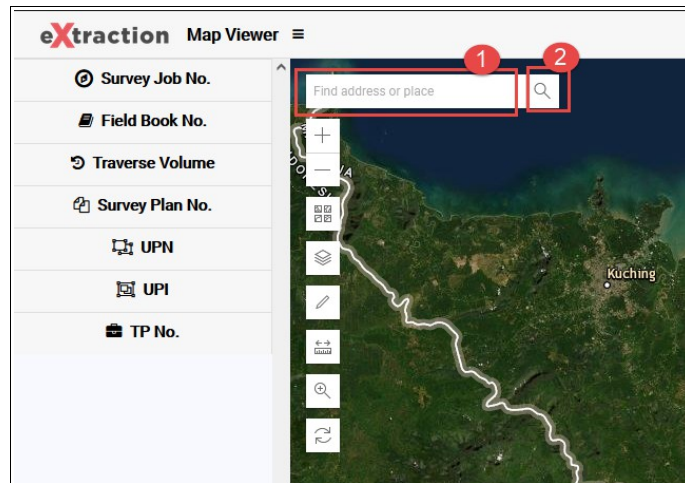 eXtraction Map Viewer
1
2
Survey Job No.
Find address or place
Field Book No.
Traverse Volume
Survey Plan No.
UPN
UPI
TP No.
Kuching